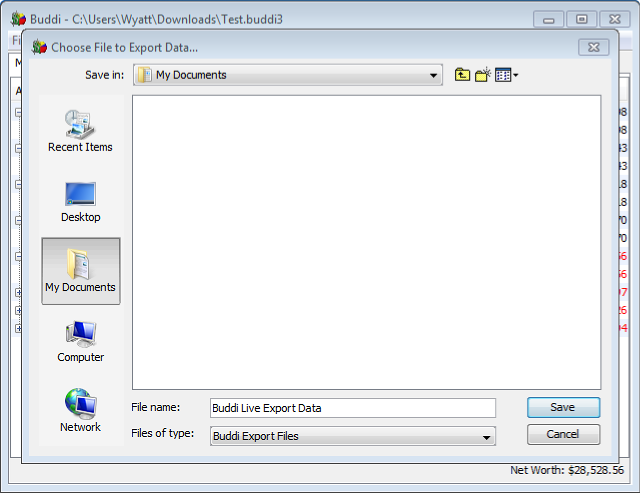 Buddi - C:\Users\Wyatt\Downloads\Test.buddi3
Choose File to Export Data...
Save in: My Documents
Recent Items
Desktop
My Documents
Computer
Network
File name: Buddi Live Export Data Save
Files of type: Buddi Export Files Cancel
Net Worth: $28,528.56